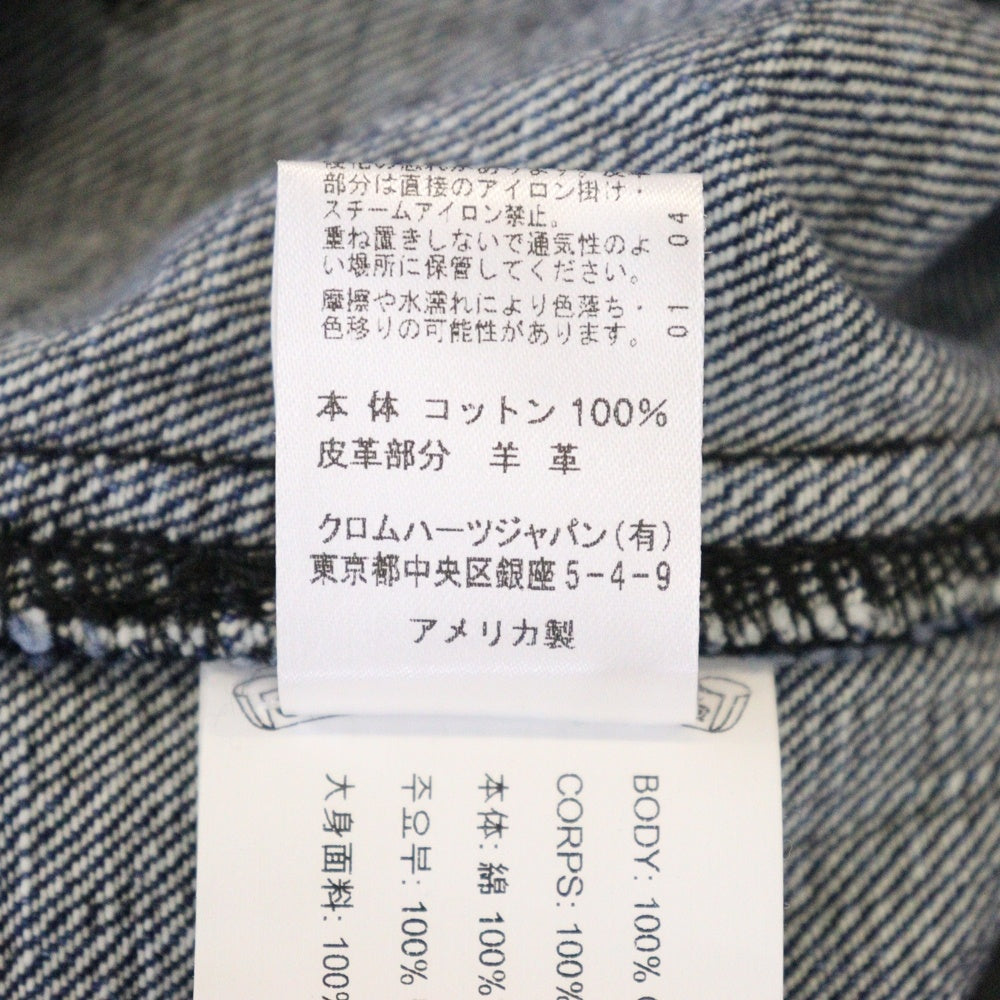 部分は直接のアイロン掛け・
スチームアイロン禁止。
重ね置きしないで通気性のよ
い場所に保管してください。
摩擦や水濡れにより色落ち・
色移りの可能性があります。
01 04
本 体 コットン 100%
皮革部分 羊 革
クロムハーツジャパン(有)
東京都中央区銀座5-4-9
アメリカ製
BODY: 100%
CORPS: 100%
本体: 綿 100%
주요부: 100%
大身面料: 100%